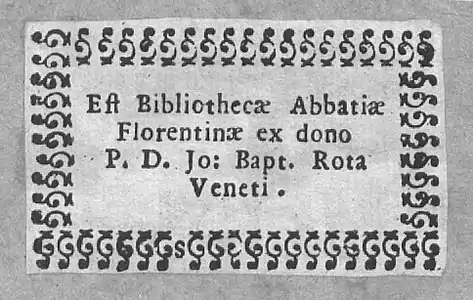 Eſt Bibliothecæ Abbatiæ
Florentinæ ex dono
P. D. Jo: Bapt. Rota
Veneti.